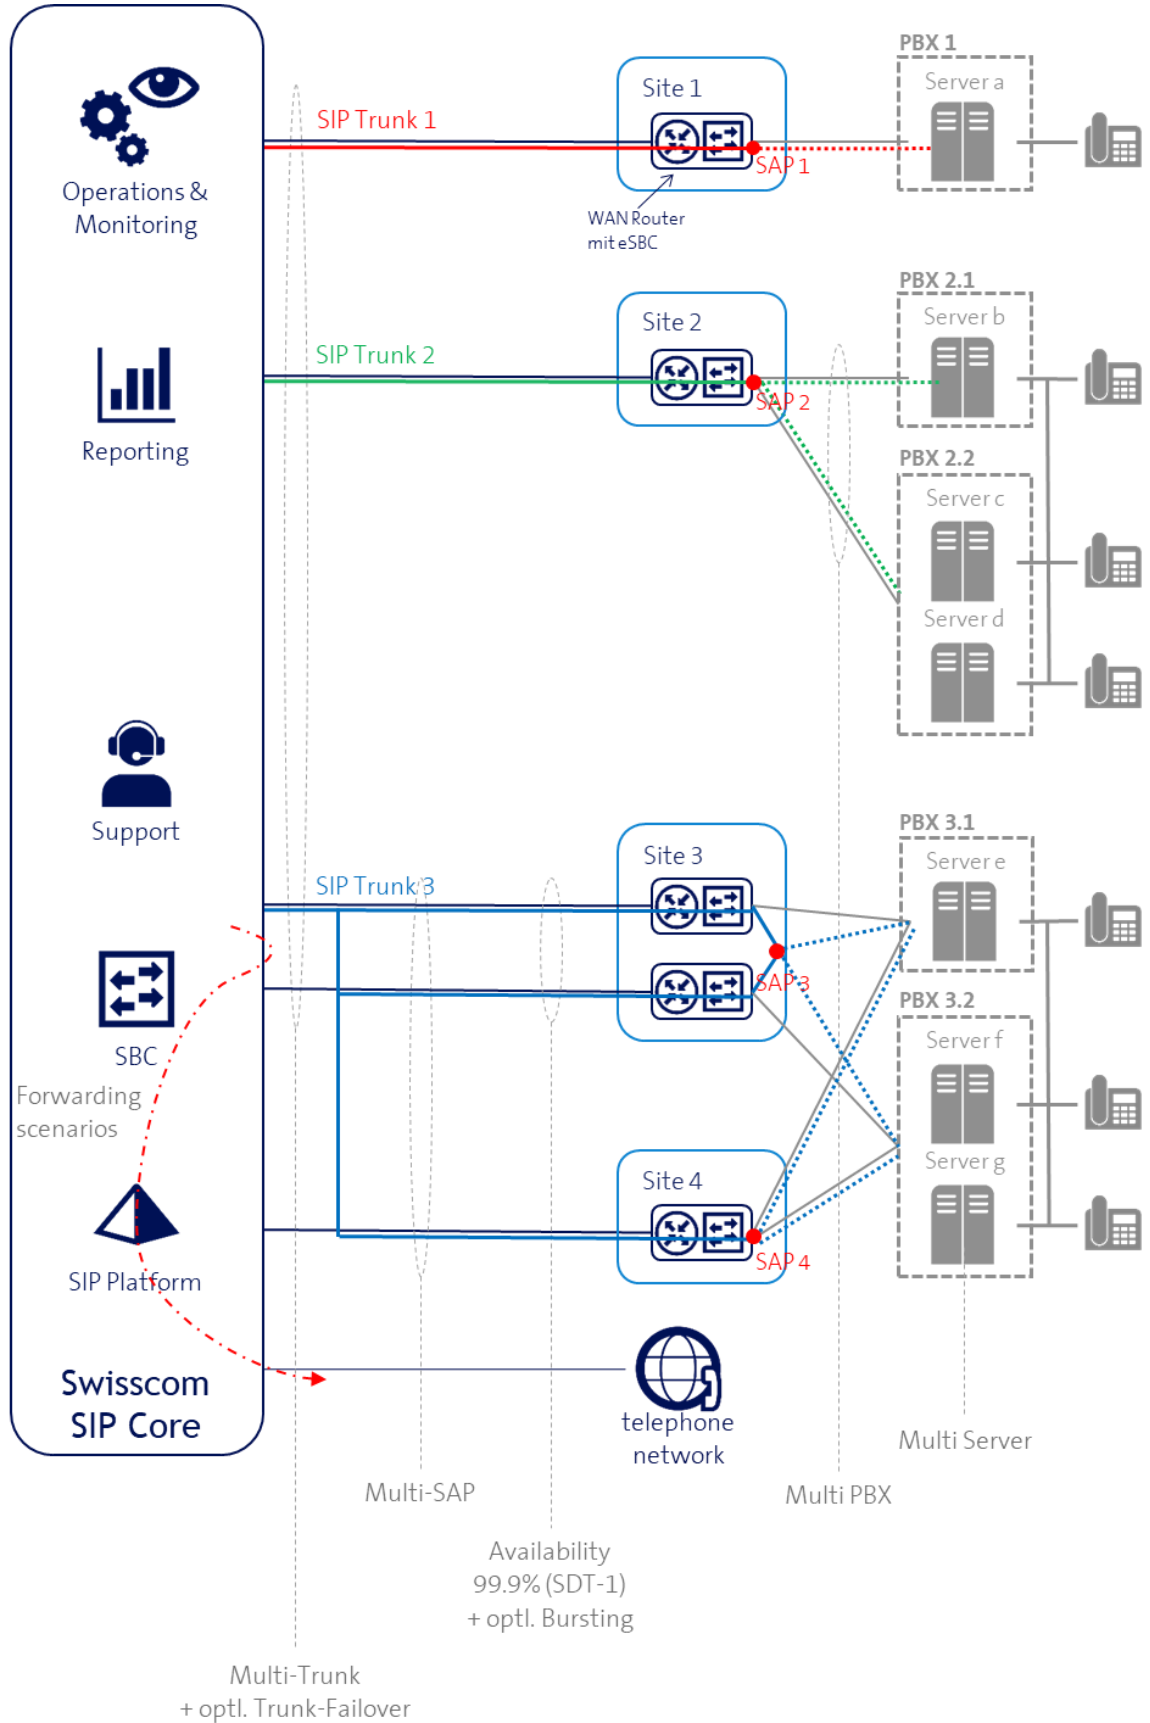 PBX 1
Site 1
Server a
SIP Trunk 1
SAP 1
Operations &
Monitoring
WAN Router
mit eSBC
PBX 2.1
Site 2
Server b
SIP Trunk 2
SAP 2
Reporting
PBX 2.2
Server c
Server d
Support
PBX 3.1
Site 3
Server e
SIP Trunk 3
SAP 3
PBX 3.2
Server f
SBC
Forwarding
scenarios
Server g
Site 4
SAP 4
SIP Platform
Swisscom
SIP Core
telephone
network
Multi Server
Multi-SAP
Multi PBX
Availability
99.9% (SDT-1)
+ optl. Bursting
Multi-Trunk
+ optl. Trunk-Failover